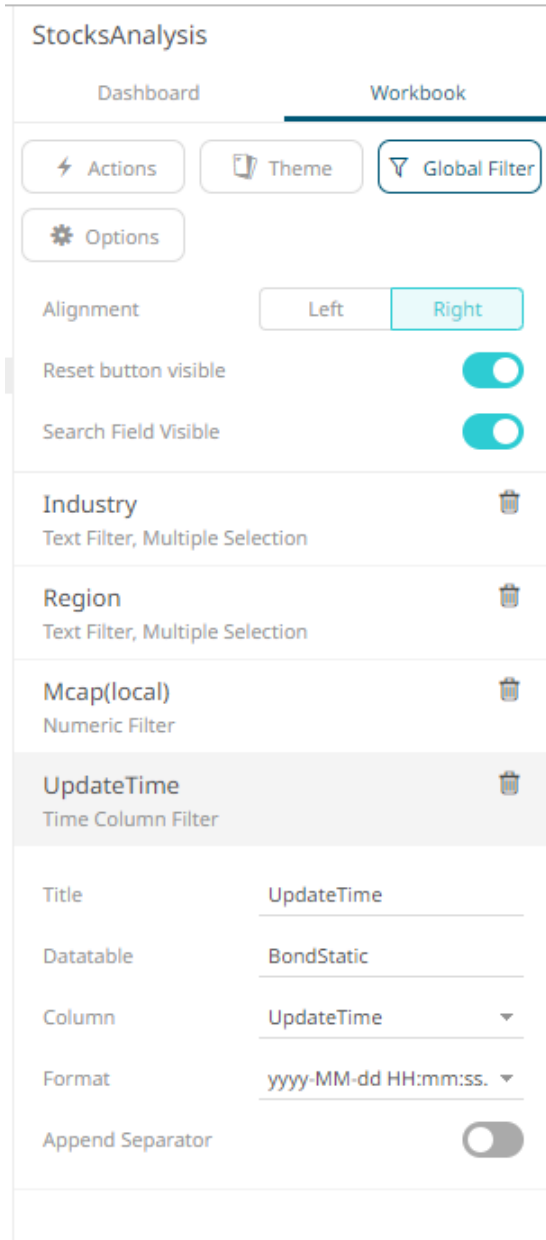 StocksAnalysis
Dashboard Workbook
Actions Theme Global Filter
Options
Alignment Left Right
Reset button visible
Search Field Visible
Industry
Text Filter, Multiple Selection
Region
Text Filter, Multiple Selection
Mcap(local)
Numeric Filter
UpdateTime
Time Column Filter
Title UpdateTime
Datatable BondStatic
Column UpdateTime
Format yyyy-MM-dd HH:mm:ss.
Append Separator